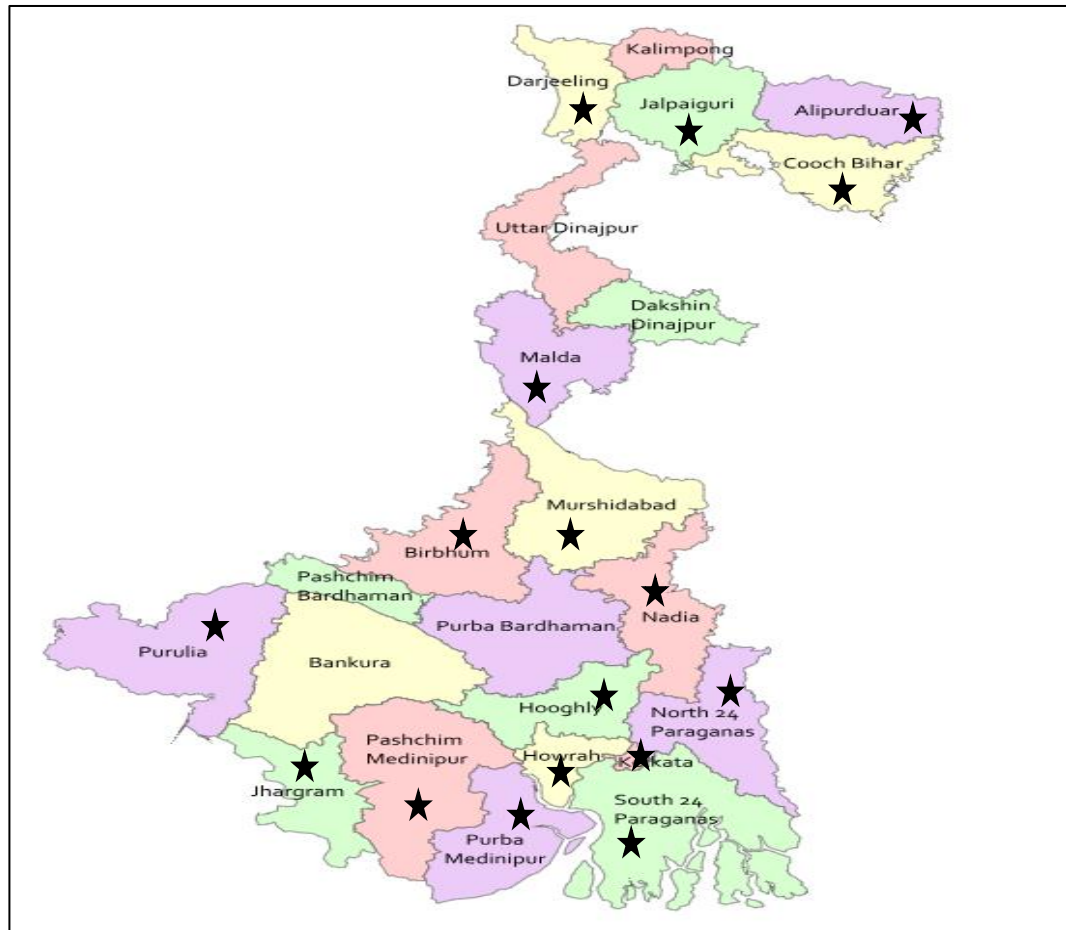 Kalimpong
Darjeeling
Jalpaiguri
Alipurduar
Cooch Bihar
Uttar Dinajpur
Dakshin
Dinajpur
Malda
Murshidabad
Birbhum
Pashchim
Bardhaman
Nadia
Purba Bardhaman
Purulia
Bankura
Hooghly
North 24
Paraganas
Pashchim
Medinipur
Howrah
Kolkata
Jhargram
South 24
Paraganas
Purba
Medinipur